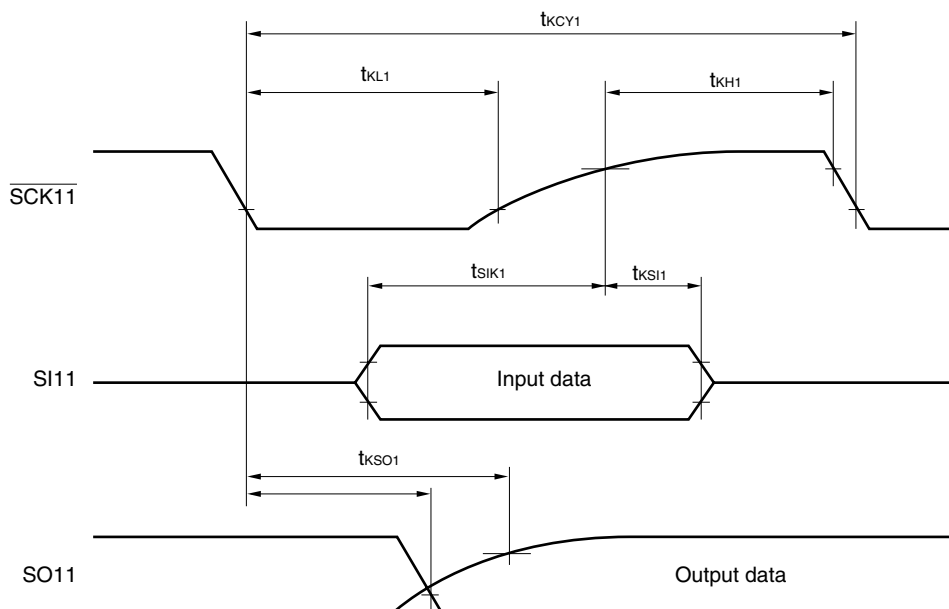 tKCY1
tKL1
tKH1
SCK11
tSIK1
tKSI1
SI11
Input data
tKSO1
SO11
Output data